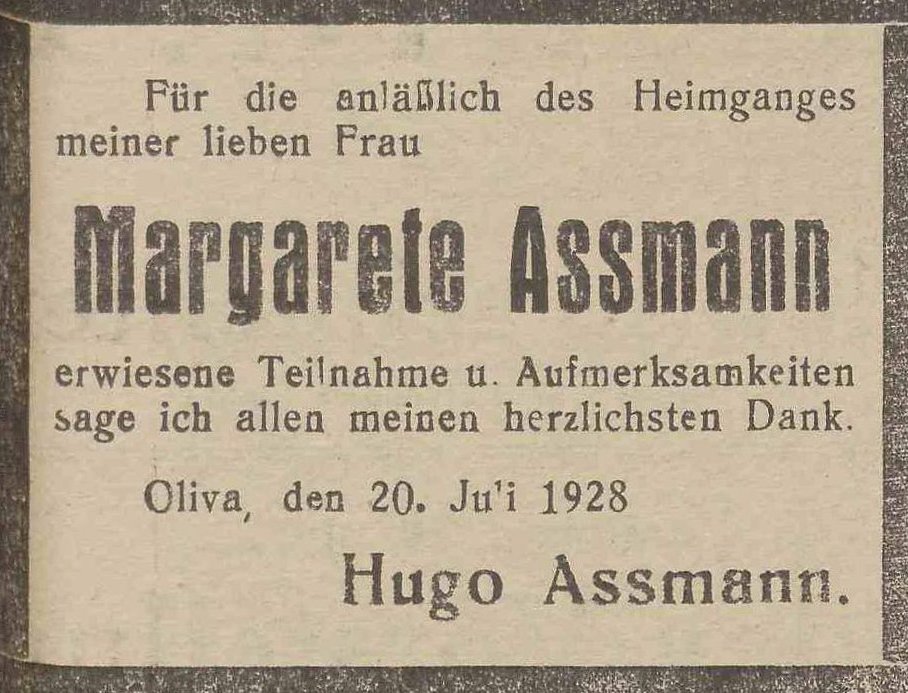 Für die anläßlich des Heimganges
meiner lieben Frau
Margarete Assmann
erwiesene Teilnahme u. Aufmerksamkeiten
sage ich allen meinen herzlichsten Dank.
Oliva, den 20. Juli 1928
Hugo Assmann.